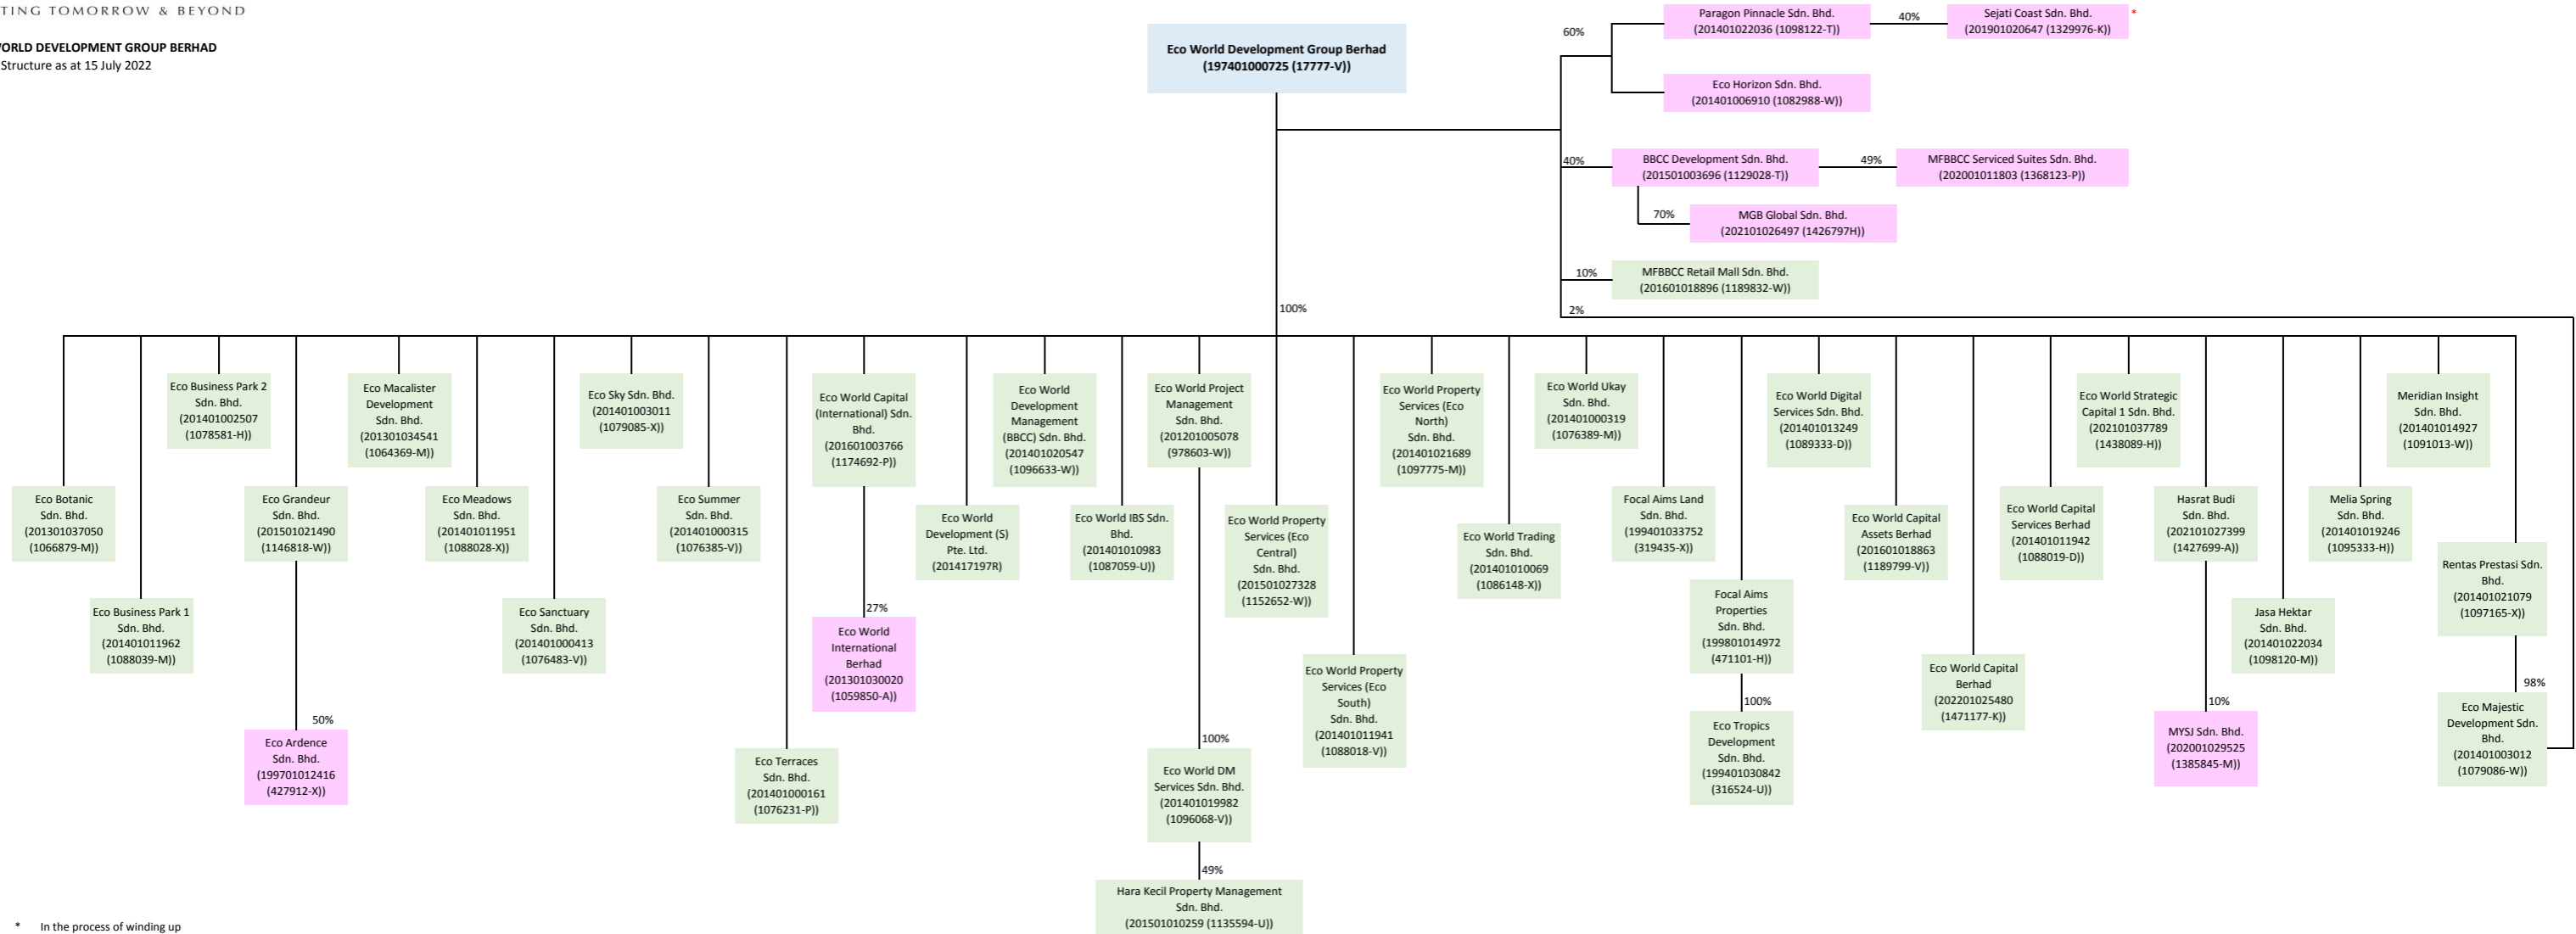 TING TOMORROW & BEYOND
WORLD DEVELOPMENT GROUP BERHAD
Structure as at 15 July 2022
Eco World Development Group Berhad
(197401000725 (17777-V))
60%
Paragon Pinnacle Sdn. Bhd.
(201401022036 (1098122-T))
40%
Sejati Coast Sdn. Bhd.
(201901020647 (1329976-K))
*
Eco Horizon Sdn. Bhd.
(201401006910 (1082988-W))
40%
BBCC Development Sdn. Bhd.
(201501003696 (1129028-T))
49%
MFBBCC Serviced Suites Sdn. Bhd.
(202001011803 (1368123-P))
70%
MGB Global Sdn. Bhd.
(202101026497 (1426797H))
10%
MFBBCC Retail Mall Sdn. Bhd.
(201601018896 (1189832-W))
2%
100%
Eco Botanic
Sdn. Bhd.
(201301037050
(1066879-M))
Eco Business Park 1
Sdn. Bhd.
(201401011962
(1088039-M))
Eco Business Park 2
Sdn. Bhd.
(201401002507
(1078581-H))
Eco Grandeur
Sdn. Bhd.
(201501021490
(1146818-W))
50%
Eco Ardence
Sdn. Bhd.
(199701012416
(427912-X))
Eco Macalister
Development
Sdn. Bhd.
(201301034541
(1064369-M))
Eco Meadows
Sdn. Bhd.
(201401011951
(1088028-X))
Eco Sanctuary
Sdn. Bhd.
(201401000413
(1076483-V))
Eco Sky Sdn. Bhd.
(201401003011
(1079085-X))
Eco Summer
Sdn. Bhd.
(201401000315
(1076385-V))
Eco Terraces
Sdn. Bhd.
(201401000161
(1076231-P))
Eco World Capital
(International) Sdn.
Bhd.
(201601003766
(1174692-P))
27%
Eco World
International
Berhad
(201301030020
(1059850-A))
Eco World
Development (S)
Pte. Ltd.
(201417197R)
Eco World
Development
Management
(BBCC) Sdn. Bhd.
(201401020547
(1096633-W))
Eco World IBS Sdn.
Bhd.
(201401010983
(1087059-U))
Eco World Project
Management
Sdn. Bhd.
(201201005078
(978603-W))
100%
Eco World DM
Services Sdn. Bhd.
(201401019982
(1096068-V))
49%
Hara Kecil Property Management
Sdn. Bhd.
(201501010259 (1135594-U))
Eco World Property
Services (Eco
Central)
Sdn. Bhd.
(201501027328
(1152652-W))
Eco World Property
Services (Eco
South)
Sdn. Bhd.
(201401011941
(1088018-V))
Eco World Property
Services (Eco
North)
Sdn. Bhd.
(201401021689
(1097775-M))
Eco World Trading
Sdn. Bhd.
(201401010069
(1086148-X))
Eco World Ukay
Sdn. Bhd.
(201401000319
(1076389-M))
Focal Aims Land
Sdn. Bhd.
(199401033752
(319435-X))
Focal Aims
Properties
Sdn. Bhd.
(199801014972
(471101-H))
100%
Eco Tropics
Development
Sdn. Bhd.
(199401030842
(316524-U))
Eco World Digital
Services Sdn. Bhd.
(201401013249
(1089333-D))
Eco World Capital
Assets Berhad
(201601018863
(1189799-V))
Eco World Capital
Berhad
(202201025480
(1471177-K))
Eco World Capital
Services Berhad
(201401011942
(1088019-D))
Eco World Strategic
Capital 1 Sdn. Bhd.
(202101037789
(1438089-H))
Hasrat Budi
Sdn. Bhd.
(202101027399
(1427699-A))
10%
MYSJ Sdn. Bhd.
(202001029525
(1385845-M))
Jasa Hektar
Sdn. Bhd.
(201401022034
(1098120-M))
Melia Spring
Sdn. Bhd.
(201401019246
(1095333-H))
Meridian Insight
Sdn. Bhd.
(201401014927
(1091013-W))
Rentas Prestasi Sdn.
Bhd.
(201401021079
(1097165-X))
98%
Eco Majestic
Development Sdn.
Bhd.
(201401003012
(1079086-W))
* In the process of winding up